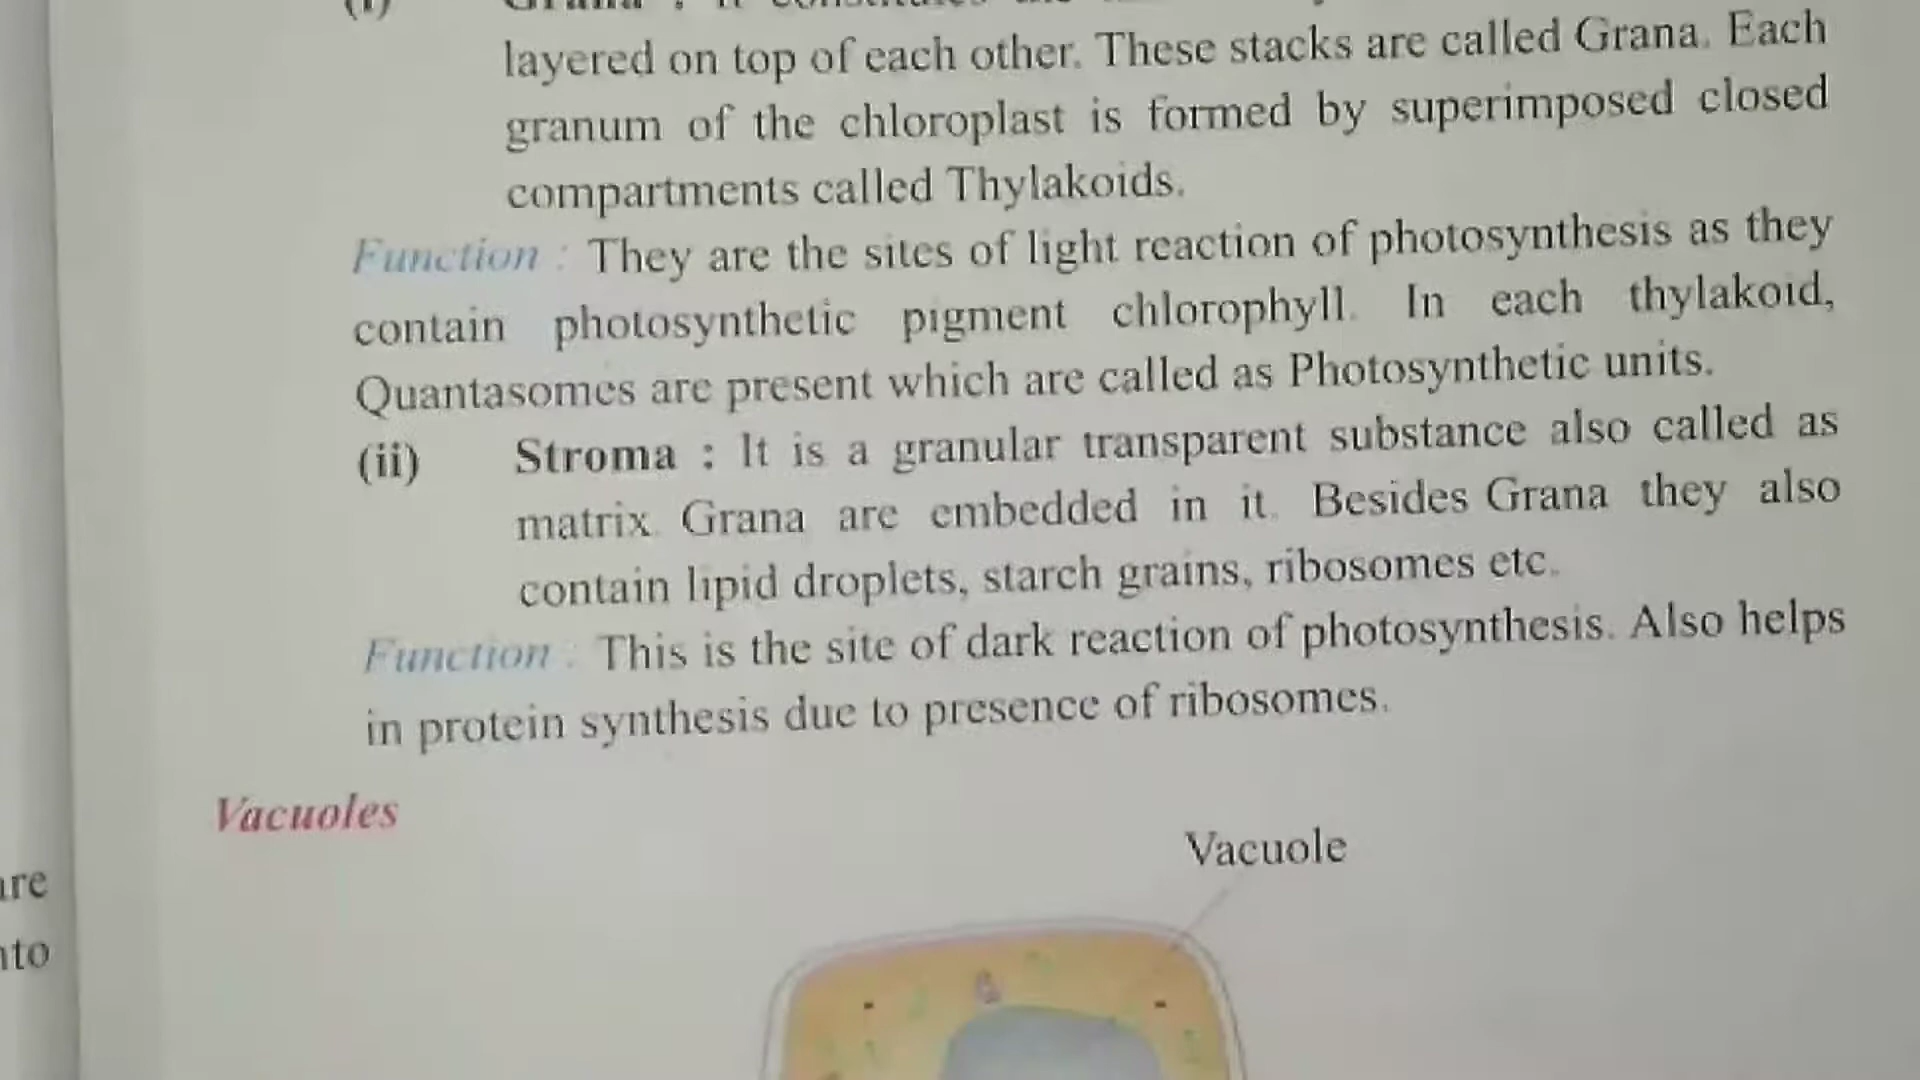 (i) Grana : It constitutes the
layered on top of each other. These stacks are called Grana. Each
granum of the chloroplast is formed by superimposed closed
compartments called Thylakoids.
Function : They are the sites of light reaction of photosynthesis as they
contain photosynthetic pigment chlorophyll. In each thylakoid,
Quantasomes are present which are called as Photosynthetic units.
(ii) Stroma : It is a granular transparent substance also called as
matrix. Grana are embedded in it. Besides Grana they also
contain lipid droplets, starch grains, ribosomes etc.
Function : This is the site of dark reaction of photosynthesis. Also helps
in protein synthesis due to presence of ribosomes.
Vacuoles
Vacuole